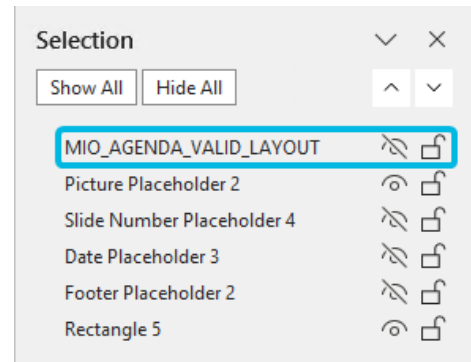 Selection
Show All Hide All
MIO_AGENDA_VALID_LAYOUT
Picture Placeholder 2
Slide Number Placeholder 4
Date Placeholder 3
Footer Placeholder 2
Rectangle 5